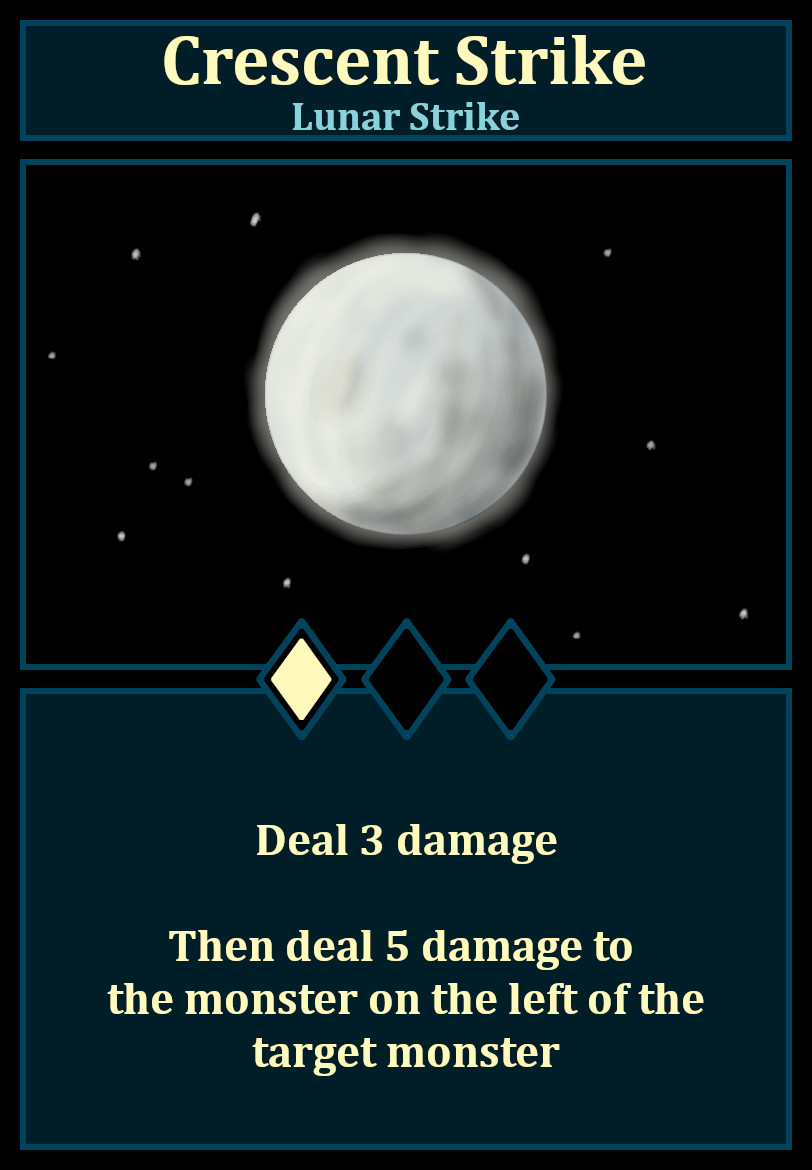 Crescent Strike
Lunar Strike
Deal 3 damage
Then deal 5 damage to
the monster on the left of the
target monster